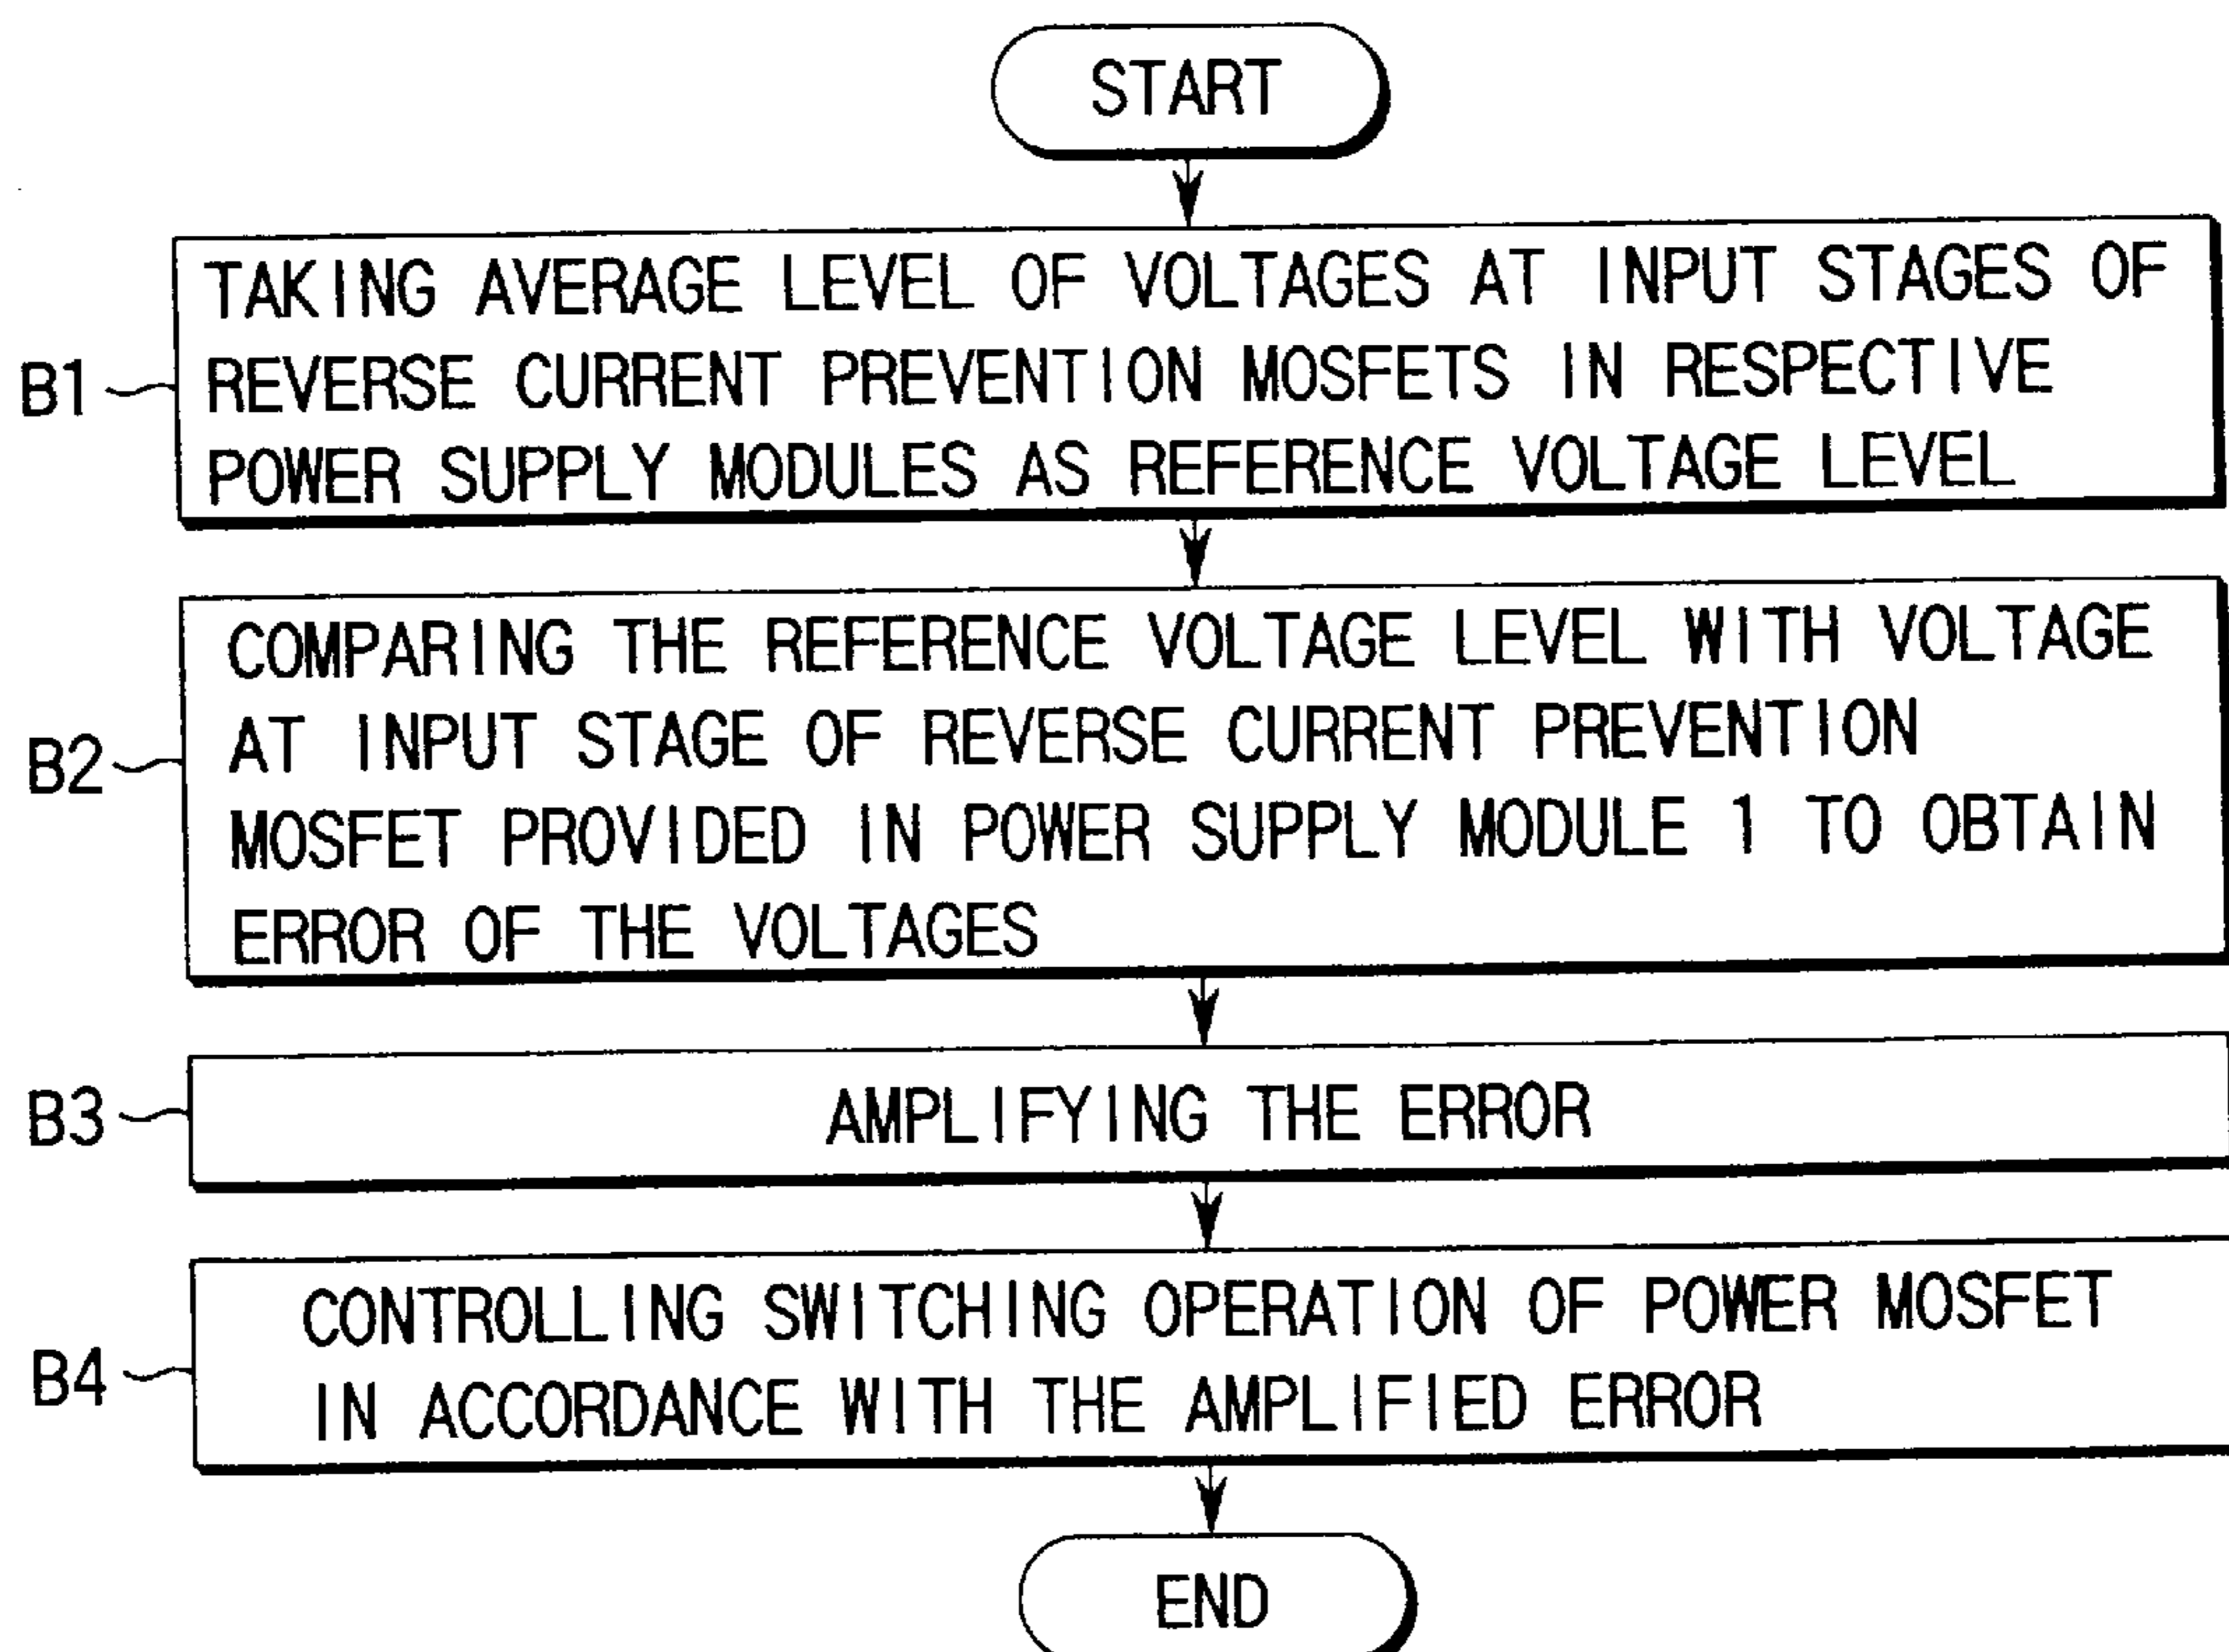 START
B1
TAKING AVERAGE LEVEL OF VOLTAGES AT INPUT STAGES OF
REVERSE CURRENT PREVENTION MOSFETS IN RESPECTIVE
POWER SUPPLY MODULES AS REFERENCE VOLTAGE LEVEL
B2
COMPARING THE REFERENCE VOLTAGE LEVEL WITH VOLTAGE
AT INPUT STAGE OF REVERSE CURRENT PREVENTION
MOSFET PROVIDED IN POWER SUPPLY MODULE 1 TO OBTAIN
ERROR OF THE VOLTAGES
B3
AMPLIFYING THE ERROR
B4
CONTROLLING SWITCHING OPERATION OF POWER MOSFET
IN ACCORDANCE WITH THE AMPLIFIED ERROR
END